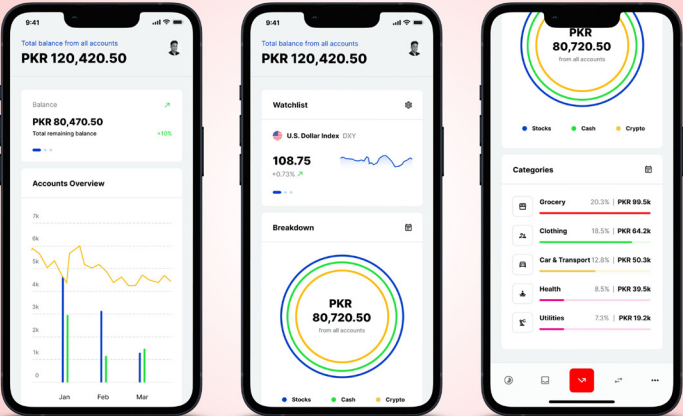 9:41
Total balance from all accounts
PKR 120,420.50
Balance
PKR 80,470.50
Total remaining balance
+10%
Accounts Overview
7k
6k
5k
4k
3k
2k
1k
0
Jan Feb Mar
9:41
Total balance from all accounts
PKR 120,420.50
Watchlist
U.S. Dollar Index DXY
108.75
+0.73%
Breakdown
PKR
80,720.50
from all accounts
Stocks Cash Crypto
PKR
80,720.50
from all accounts
Stocks Cash Crypto
Categories
Grocery 20.3% | PKR 99.5k
Clothing 18.5% | PKR 64.2k
Car & Transport 12.8% | PKR 50.3k
Health 8.5% | PKR 39.5k
Utilities 7.3% | PKR 19.2k